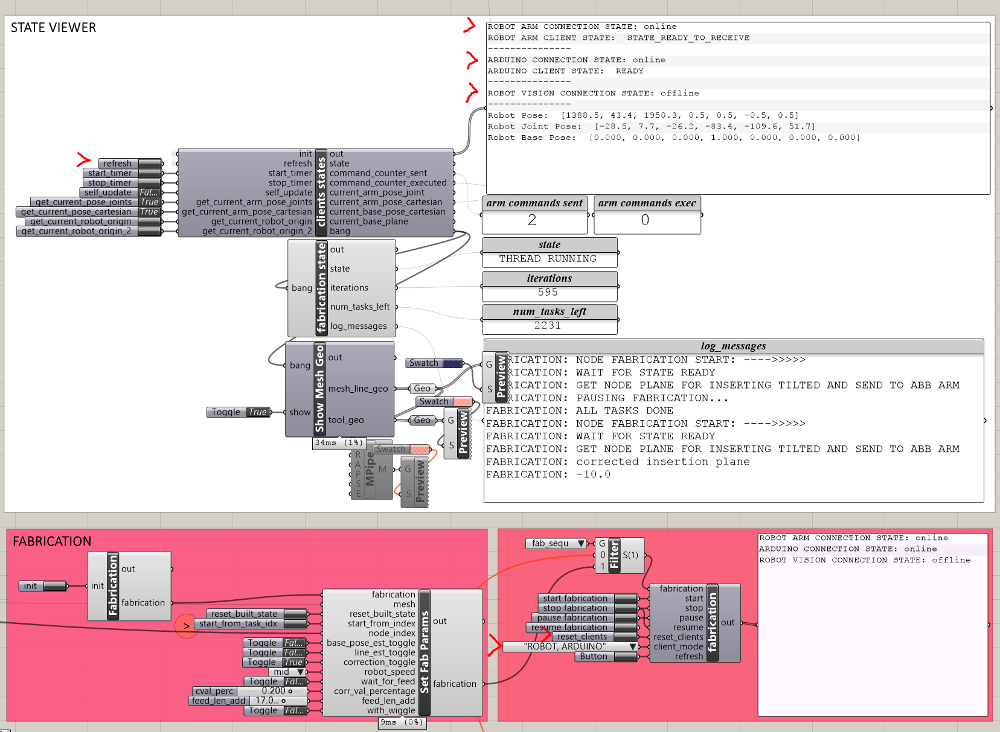 STATE VIEWER
ROBOT ARM CONNECTION STATE: online
ROBOT ARM CLIENT STATE:  STATE_READY_TO_RECEIVE
---------------
ARDUINO CONNECTION STATE: online
ARDUINO CLIENT STATE:  READY
---------------
ROBOT VISION CONNECTION STATE: offline
---------------
Robot Pose:  [1388.5, 43.4, 1950.3, 0.5, 0.5, -0.5, 0.5]
Robot Joint Pose:  [-28.5, 7.7, -26.2, -83.4, -109.6, 51.7]
Robot Base Pose:  [0.000, 0.000, 0.000, 1.000, 0.000, 0.000, 0.000]
refresh
start_timer
stop_timer
self_update Fal...
get_current_pose_joints True
get_current_pose_cartesian True
get_current_robot_origin
get_current_robot_origin_2
init
refresh
start_timer
stop_timer
self_update
get_current_arm_pose_joints
get_current_arm_pose_cartesian
get_current_robot_origin
get_current_robot_origin_2
clients states
out
state
command_counter_sent
command_counter_executed
current_arm_pose_joint
current_arm_pose_cartesian
current_base_pose_cartesian
current_base_plane
bang
arm commands sent
2
arm commands exec
0
bang
fabrication state
out
state
iterations
num_tasks_left
log_messages
state
THREAD RUNNING
iterations
595
num_tasks_left
2231
Toggle True
bang
show
Show Mesh Geo
out
mesh_line_geo
tool_geo
34ms (1%)
Swatch
Geo
Swatch
Geo
G
S
Preview
G
S
Preview
Swatch
R
A
P
S
E
MPipe
M
G
S
Preview
log_messages
RICATION: NODE FABRICATION START: ---->>>>>
RICATION: WAIT FOR STATE READY
RICATION: GET NODE PLANE FOR INSERTING TILTED AND SEND TO ABB ARM
RICATION: PAUSING FABRICATION...
FABRICATION: ALL TASKS DONE
FABRICATION: NODE FABRICATION START: ---->>>>>
FABRICATION: WAIT FOR STATE READY
FABRICATION: GET NODE PLANE FOR INSERTING TILTED AND SEND TO ABB ARM
FABRICATION: corrected insertion plane
FABRICATION: -10.0
FABRICATION
init
init
Fabrication
out
fabrication
reset_built_state
>
start_from_task_idx
Toggle Fal...
Toggle Fal...
Toggle True
mid
Toggle Fal...
cval_perc 0.200
feed_len_add 17.0...
Toggle Fal...
fabrication
mesh
reset_built_state
start_from_index
node_index
base_pose_est_toggle
line_est_toggle
correction_toggle
robot_speed
wait_for_feed
corr_val_percentage
feed_len_add
with_wiggle
Set Fab Params
out
fabrication
9ms (0%)
fab_sequ
G
0
1
Filter
S(1)
start fabrication
stop fabrication
pause fabrication
resume fabrication
reset_clients
"ROBOT, ARDUINO"
Button
fabrication
start
stop
pause
resume
reset_clients
client_mode
refresh
fabrication
out
ROBOT ARM CONNECTION STATE: online
ARDUINO CONNECTION STATE: online
ROBOT VISION CONNECTION STATE: offline